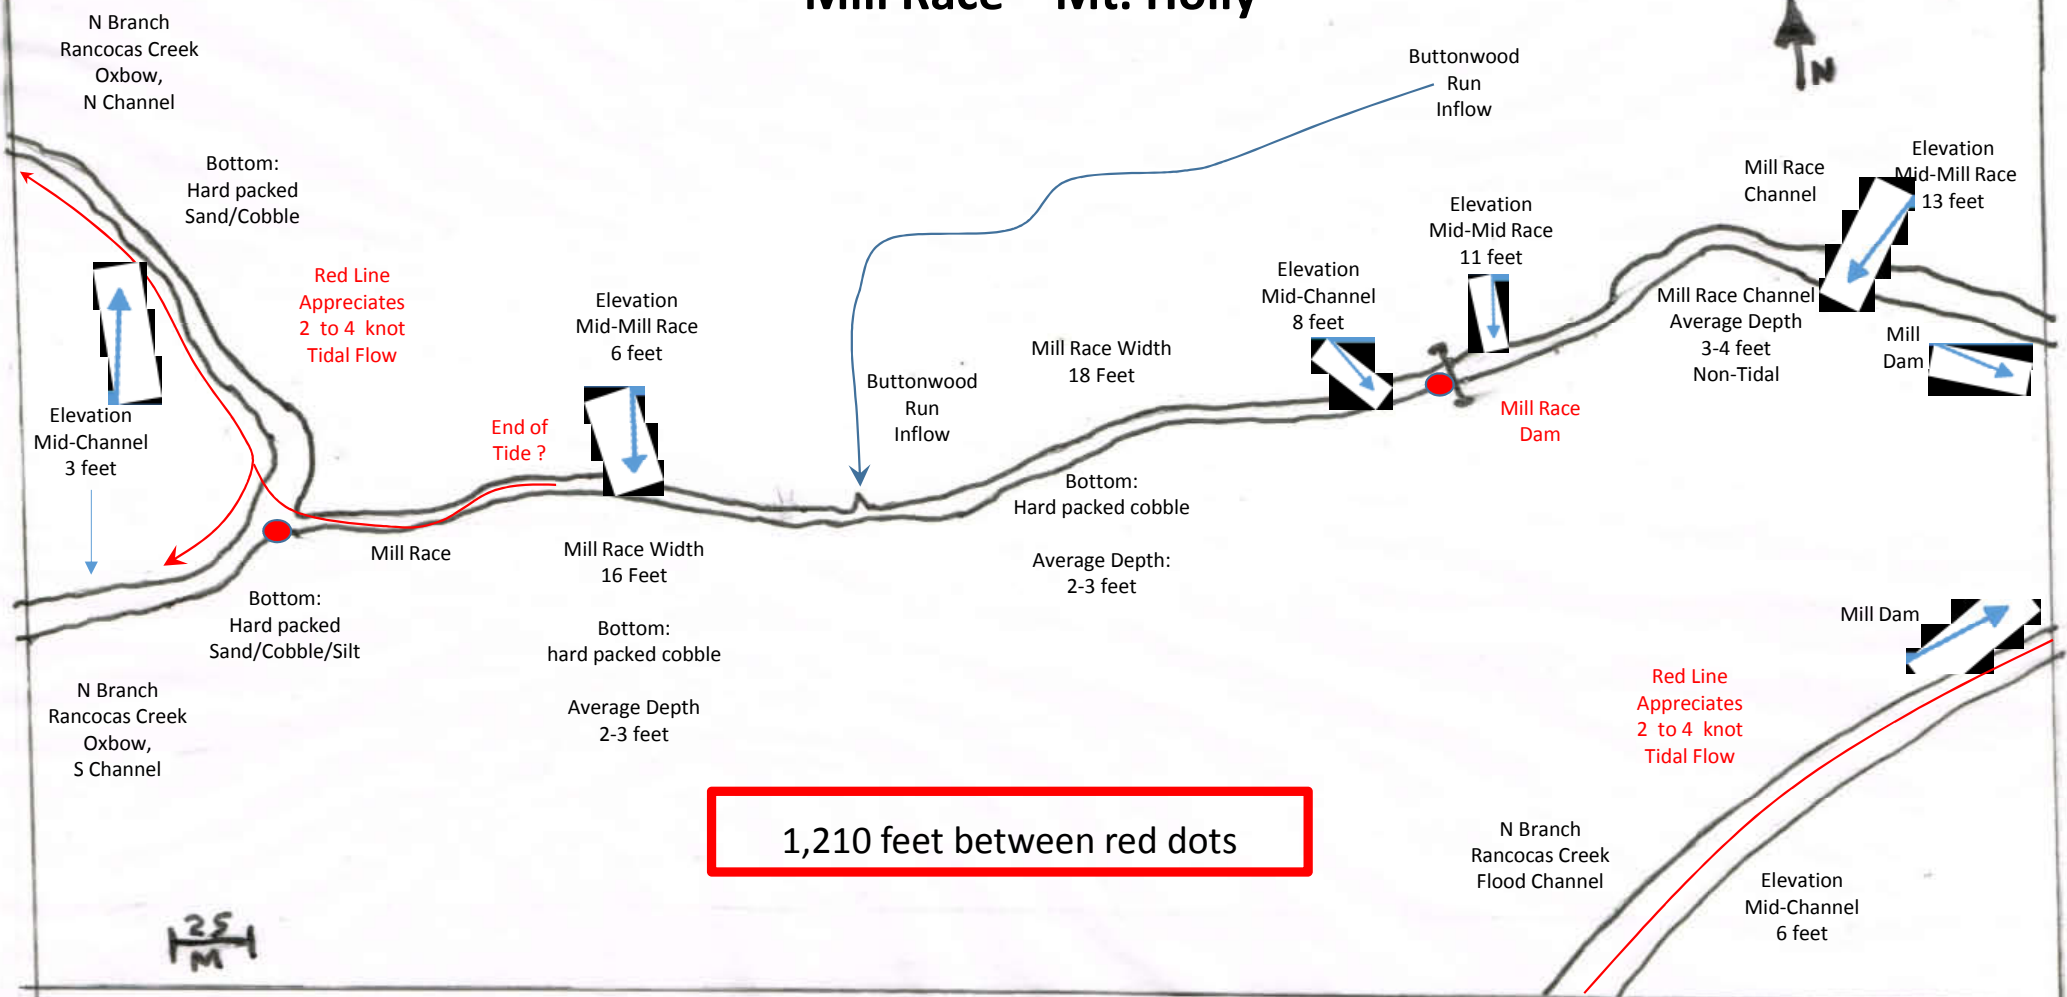 Mill Race – Mt. Holly
N Branch
Rancocas Creek
Oxbow,
N Channel
Buttonwood
Run
Inflow
N
Bottom:
Hard packed
Sand/Cobble
Mill Race
Channel
Elevation
Mid-Mill Race
13 feet
Elevation
Mid-Mid Race
11 feet
Red Line
Appreciates
2 to 4 knot
Tidal Flow
Elevation
Mid-Mill Race
6 feet
Elevation
Mid-Channel
8 feet
Mill Race Channel
Average Depth
3-4 feet
Non-Tidal
Mill
Dam
Mill Race Width
18 Feet
Buttonwood
Run
Inflow
Mill Race
Dam
Elevation
Mid-Channel
3 feet
End of
Tide ?
Bottom:
Hard packed cobble
Average Depth:
2-3 feet
Mill Race
Mill Race Width
16 Feet
Bottom:
hard packed cobble
Average Depth
2-3 feet
Bottom:
Hard packed
Sand/Cobble/Silt
N Branch
Rancocas Creek
Oxbow,
S Channel
Mill Dam
Red Line
Appreciates
2 to 4 knot
Tidal Flow
1,210 feet between red dots
N Branch
Rancocas Creek
Flood Channel
Elevation
Mid-Channel
6 feet
25
M